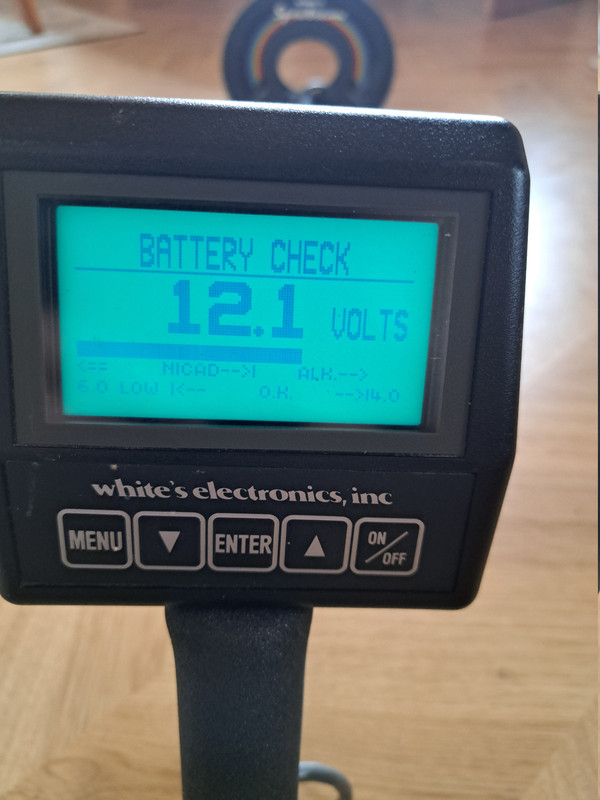 BATTERY CHECK
12.1 VOLTS
<== NICAD-->| ALK.-->
6.0 LOW |<-- O.K. -->14.0
white's electronics, inc
MENU ▼ ENTER ▲ ON/OFF